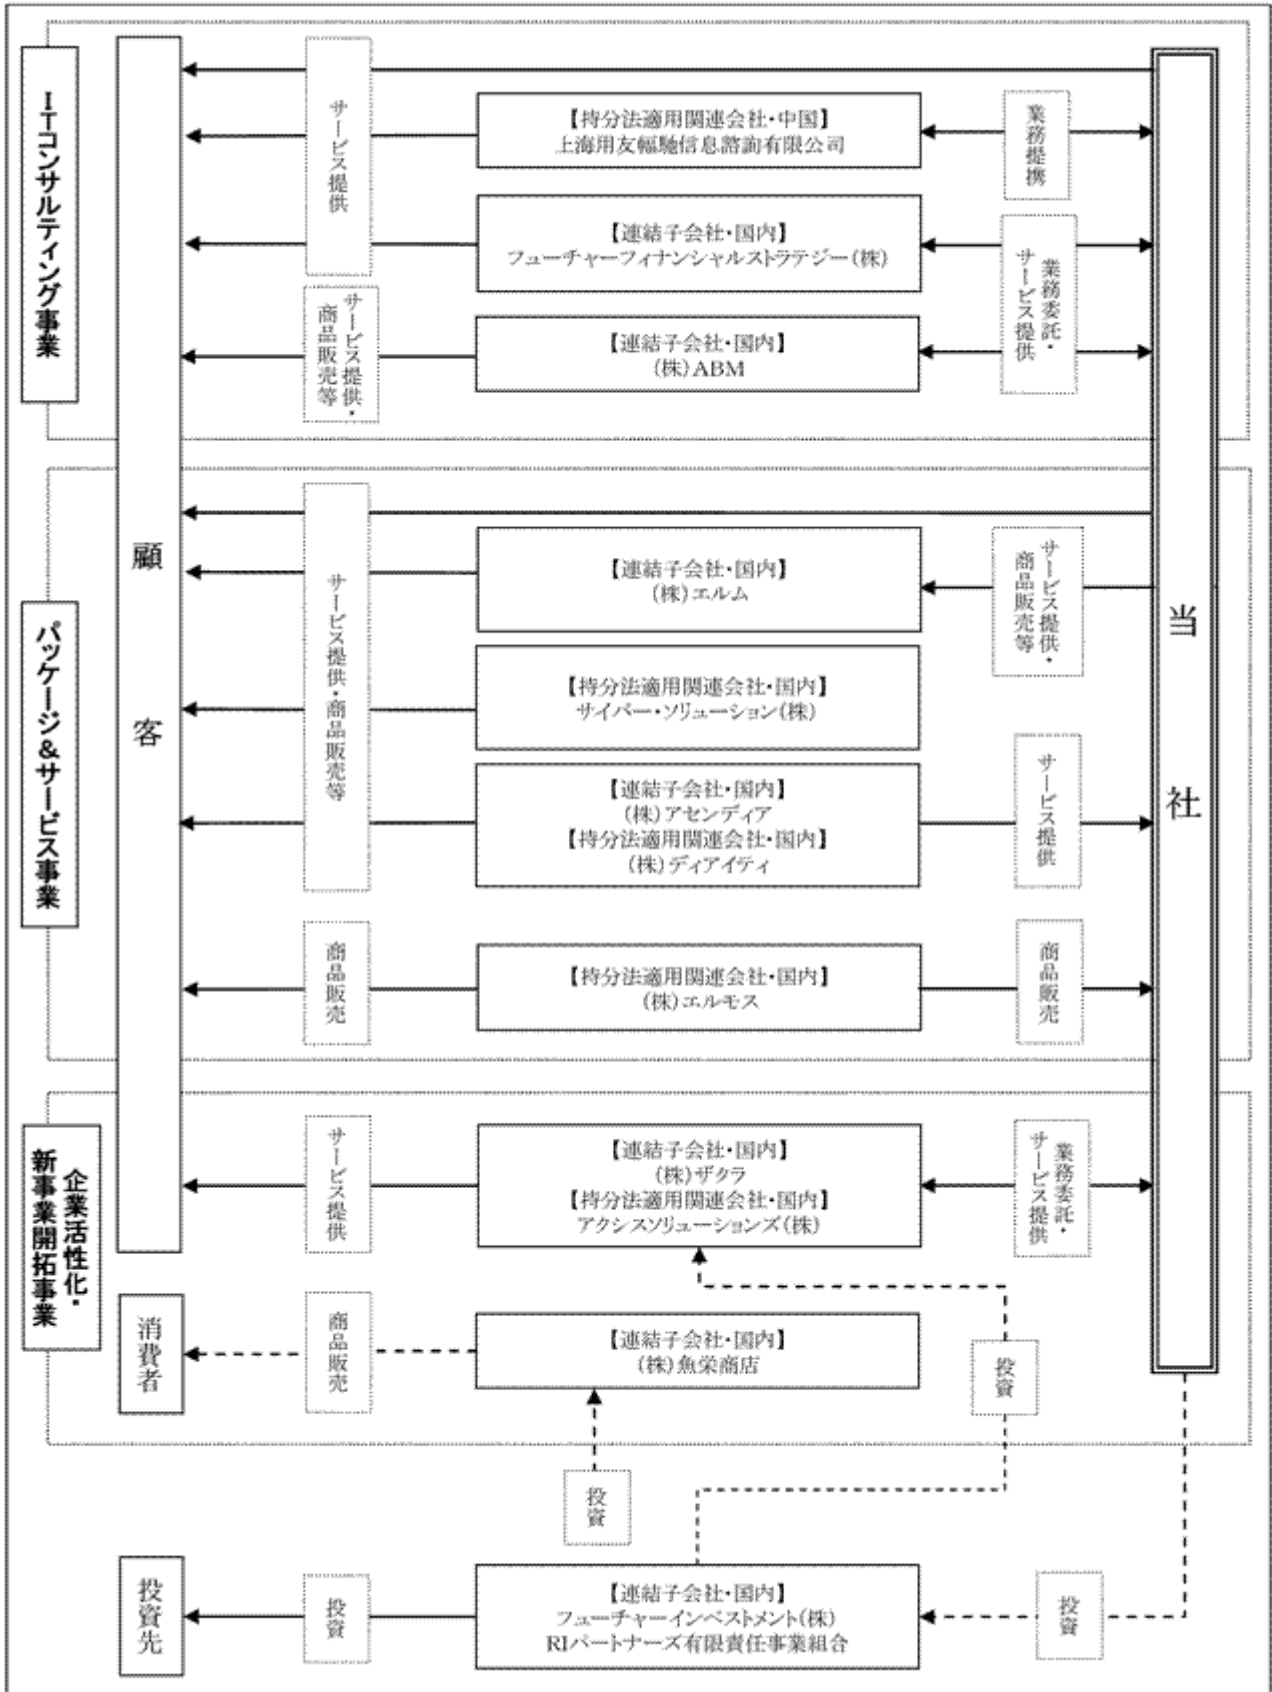 ITコンサルティング事業
顧客
サービス提供
【持分法適用関連会社・中国】
上海用友幅馳信息諮詢有限公司
業務提携
当社
【連結子会社・国内】
フューチャーフィナンシャルストラテジー(株)
業務委託・
サービス提供
サービス提供・
商品販売等
【連結子会社・国内】
(株)ABM
パッケージ&サービス事業
サービス提供・商品販売等
【連結子会社・国内】
(株)エルム
サービス提供・
商品販売等
【持分法適用関連会社・国内】
サイバー・ソリューション(株)
【連結子会社・国内】
(株)アセンディア
【持分法適用関連会社・国内】
(株)ディアイティ
サービス提供
商品販売
【持分法適用関連会社・国内】
(株)エルモス
商品販売
企業活性化・
新事業開拓事業
サービス提供
【連結子会社・国内】
(株)ザクラ
【持分法適用関連会社・国内】
アクシスソリューションズ(株)
業務委託・
サービス提供
消費者
商品販売
【連結子会社・国内】
(株)魚栄商店
投資
投資
投資先
投資
【連結子会社・国内】
フューチャーインベストメント(株)
RIパートナーズ有限責任事業組合
投資